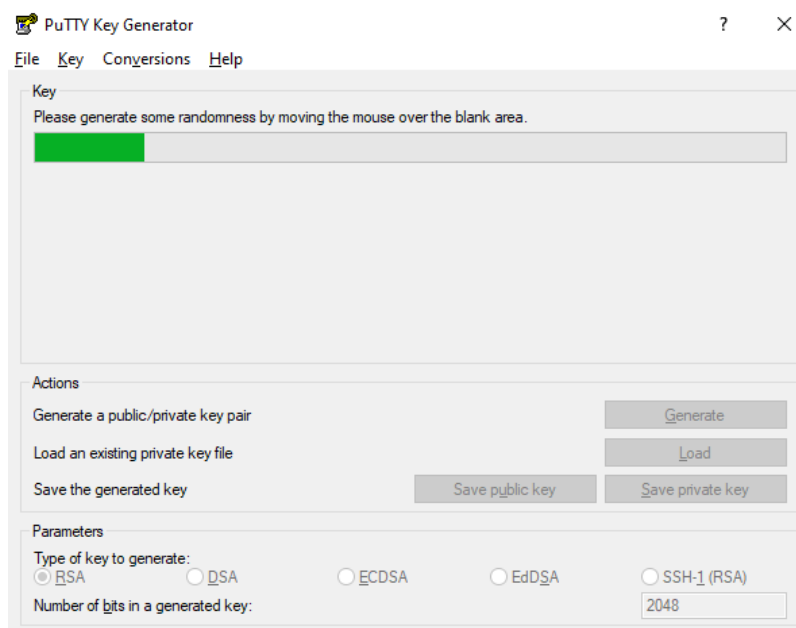 PuTTY Key Generator
?
File Key Conversions Help
Key
Please generate some randomness by moving the mouse over the blank area.
Actions
Generate a public/private key pair Generate
Load an existing private key file Load
Save the generated key Save public key Save private key
Parameters
Type of key to generate:
RSA DSA ECDSA EdDSA SSH-1 (RSA)
Number of bits in a generated key: 2048